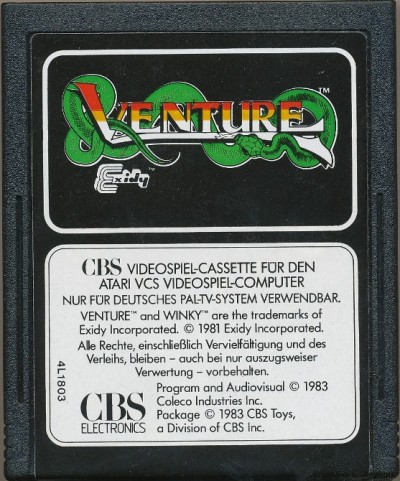 VENTURE™
Exidy™
CBS VIDEOSPIEL-CASSETTE FÜR DEN
ATARI VCS VIDEOSPIEL-COMPUTER
NUR FÜR DEUTSCHES PAL-TV-SYSTEM VERWENDBAR.
VENTURE™ and WINKY™ are the trademarks of
Exidy Incorporated. © 1981 Exidy Incorporated.
Alle Rechte, einschließlich Vervielfältigung und des
Verleihs, bleiben – auch bei nur auszugsweiser
Verwertung – vorbehalten.
Program and Audiovisual © 1983
Coleco Industries Inc.
Package © 1983 CBS Toys,
a Division of CBS Inc.
CBS
ELECTRONICS
4L1803